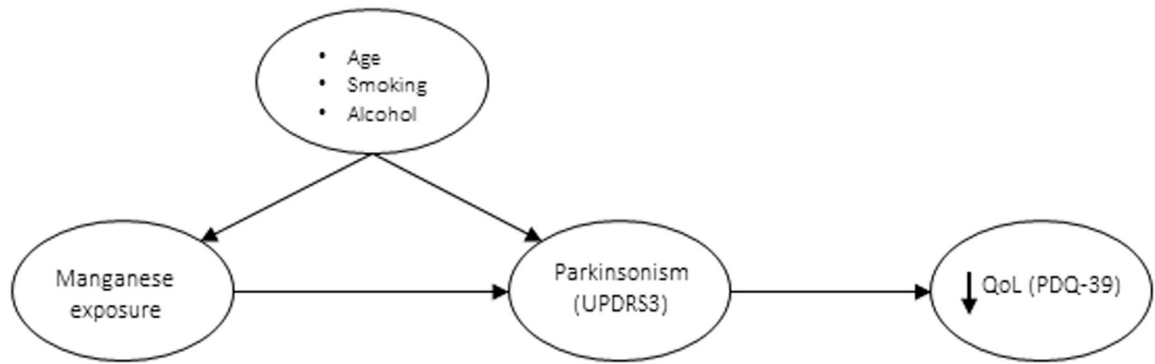 • Age
• Smoking
• Alcohol
Manganese
exposure
Parkinsonism
(UPDRS3)
↓ QoL (PDQ-39)